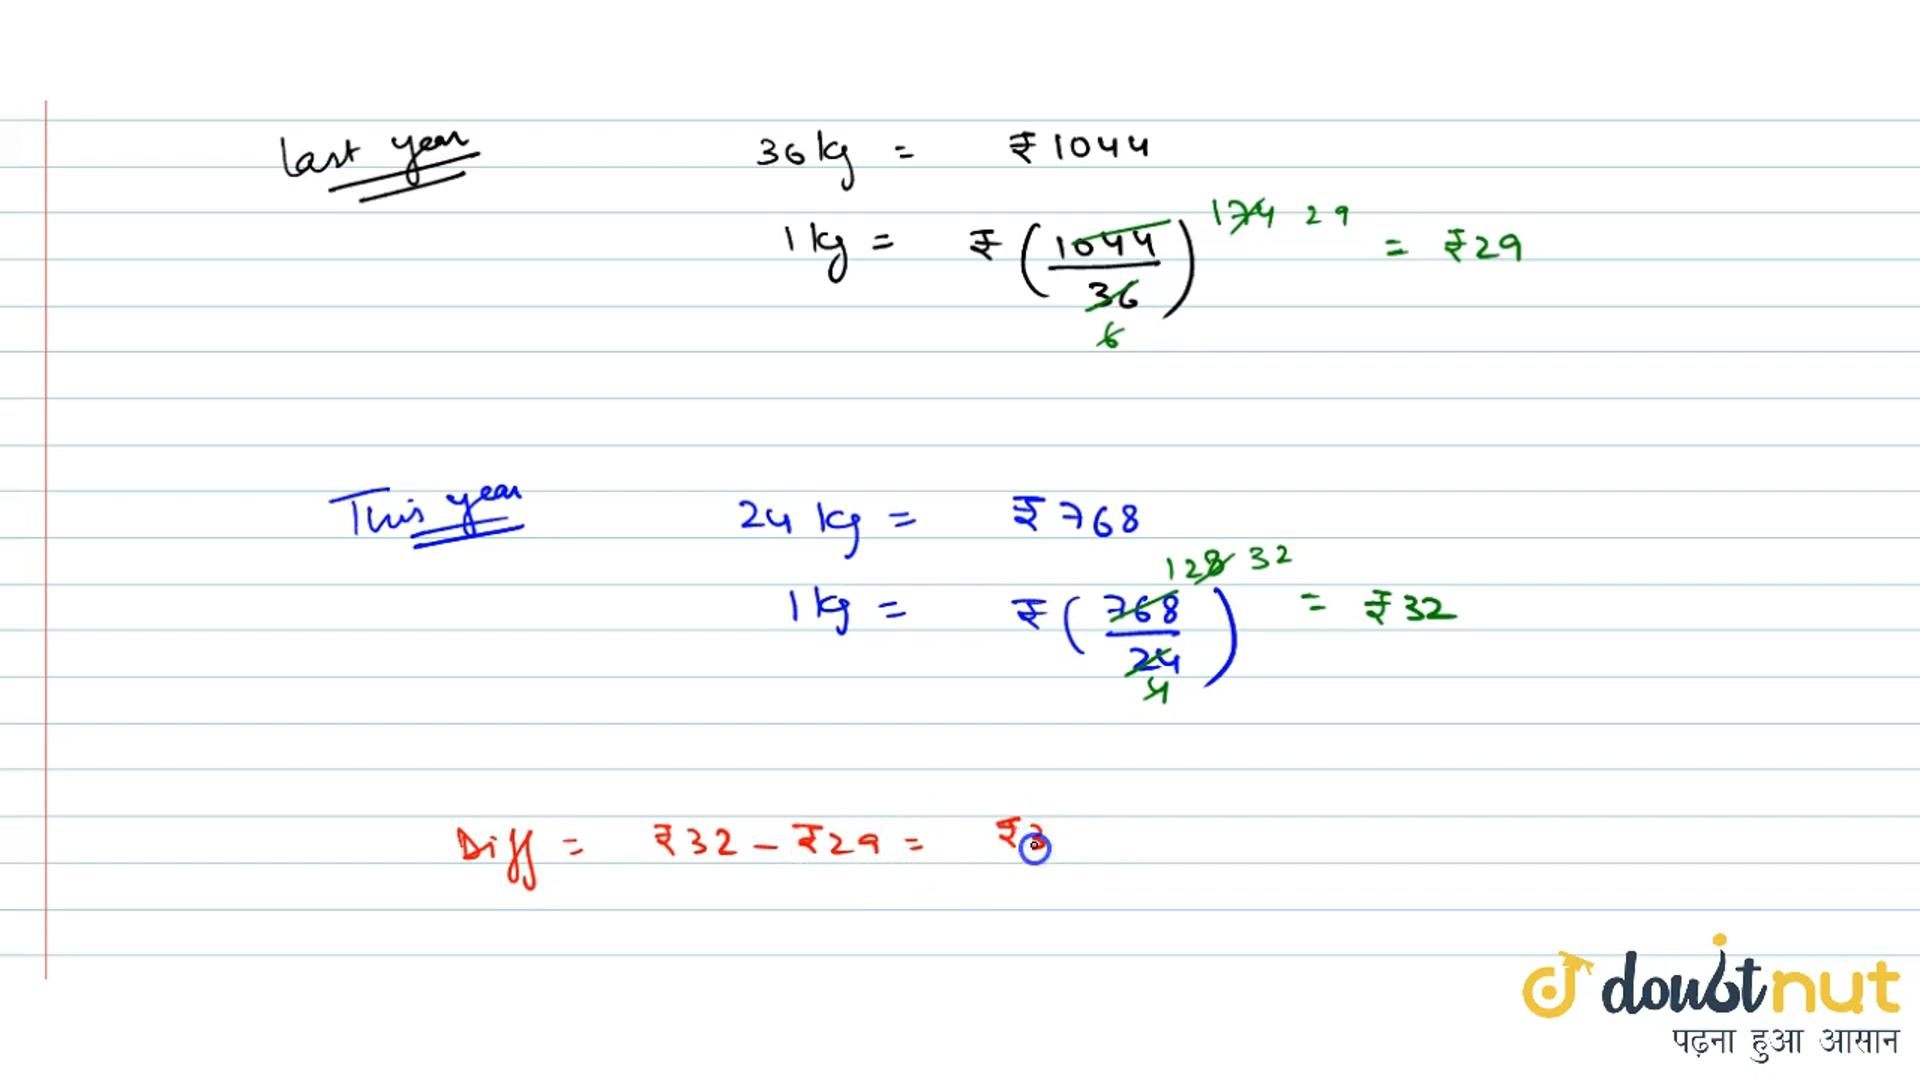 Last year 36 kg = ₹1044
174 29
1 kg = ₹ (1044/36) = ₹29
6
This year 24 kg = ₹768
128 32
1 kg = ₹ (768/24) = ₹32
4
Diff = ₹32 – ₹29 = ₹3
doubtnut
पढ़ना हुआ आसान